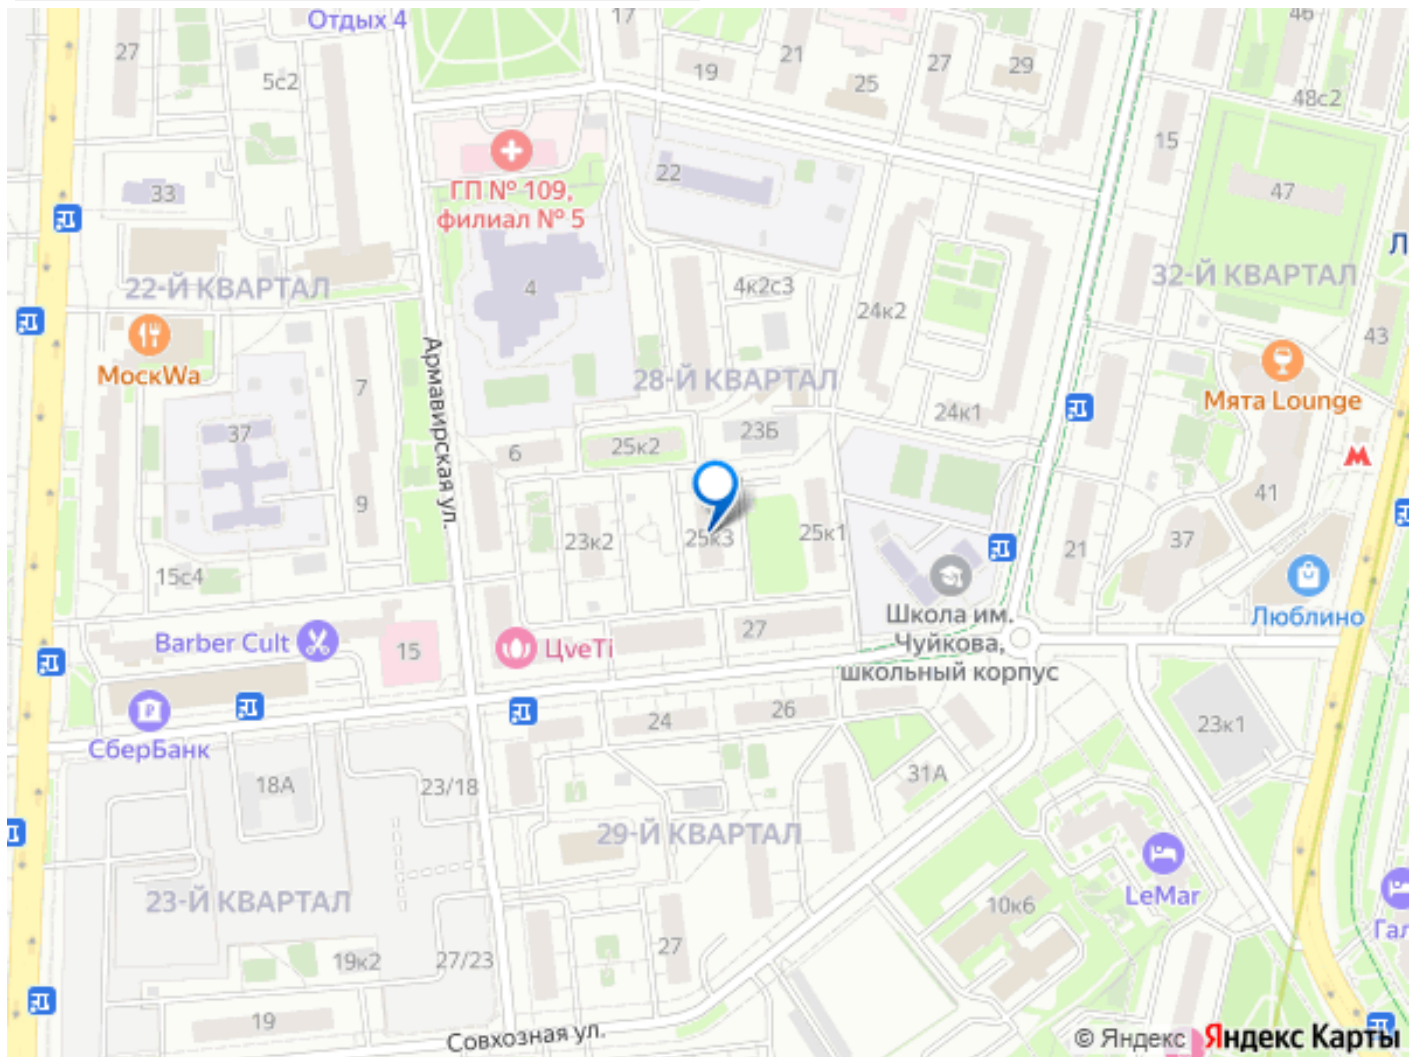 Отдых 4
17
46
27
5с2
19
21
27
29
25
48с2
15
ГП № 109,
филиал № 5
22
47
33
Л
22-Й КВАРТАЛ
4
4к2с3
32-Й КВАРТАЛ
24к2
43
МоскWa
Армавирская ул.
7
28-Й КВАРТАЛ
Мята Lounge
24к1
37
6
25к2
23Б
9
41
23к2
25к3
25к1
21
37
15с4
Школа им.
Чуйкова,
школьный корпус
Люблино
Barber Cult
15
ЦveTi
27
24
26
23к1
СберБанк
18А
23/18
31А
29-Й КВАРТАЛ
LeMar
23-Й КВАРТАЛ
10к6
Гал
19к2
27/23
27
19
Совхозная ул.
© Яндекс Яндекс Карты